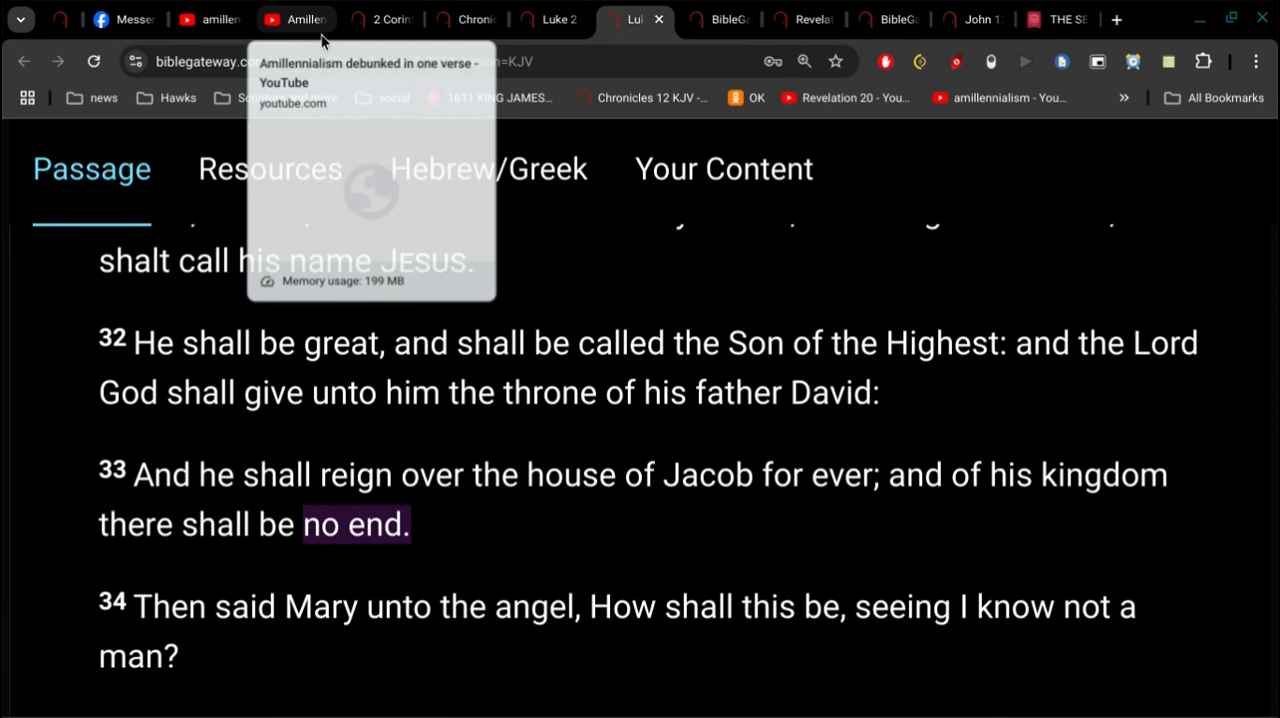 Messer
amillen
Amillen
2 Corin
Chronic
Luke 2
Lul
BibleGa
Revelat
BibleGa
John 1:
THE SE
biblegateway.co
=KJV
news
Hawks
social
1611 KING JAMES...
Chronicles 12 KJV -...
OK
Revelation 20 - You...
amillennialism - You...
All Bookmarks
Amillennialism debunked in one verse -
YouTube
youtube.com
Memory usage: 199 MB
Passage
Resources
Hebrew/Greek
Your Content
shalt call his name JESUS.
32 He shall be great, and shall be called the Son of the Highest: and the Lord
God shall give unto him the throne of his father David:
33 And he shall reign over the house of Jacob for ever; and of his kingdom
there shall be no end.
34 Then said Mary unto the angel, How shall this be, seeing I know not a
man?